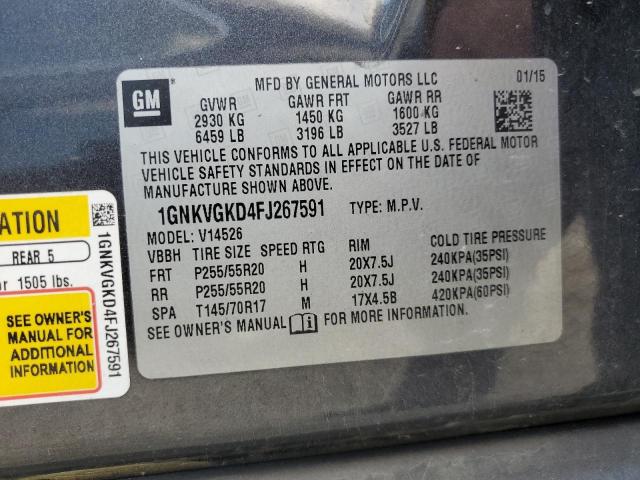 GM
MFD BY GENERAL MOTORS LLC 01/15
GVWR GAWR FRT GAWR RR
2930 KG 1450 KG 1600 KG
6459 LB 3196 LB 3527 LB
THIS VEHICLE CONFORMS TO ALL APPLICABLE U.S. FEDERAL MOTOR
VEHICLE SAFETY STANDARDS IN EFFECT ON THE DATE OF
MANUFACTURE SHOWN ABOVE.
1GNKVGKD4FJ267591 TYPE: M.P.V.
MODEL: V14526
VBBH TIRE SIZE SPEED RTG RIM COLD TIRE PRESSURE
FRT P255/55R20 H 20X7.5J 240KPA(35PSI)
RR P255/55R20 H 20X7.5J 240KPA(35PSI)
SPA T145/70R17 M 17X4.5B 420KPA(60PSI)
SEE OWNER'S MANUAL FOR MORE INFORMATION.
ATION
REAR 5
or 1505 lbs.
SEE OWNER'S
MANUAL FOR
ADDITIONAL
INFORMATION
1GNKVGKD4FJ267591